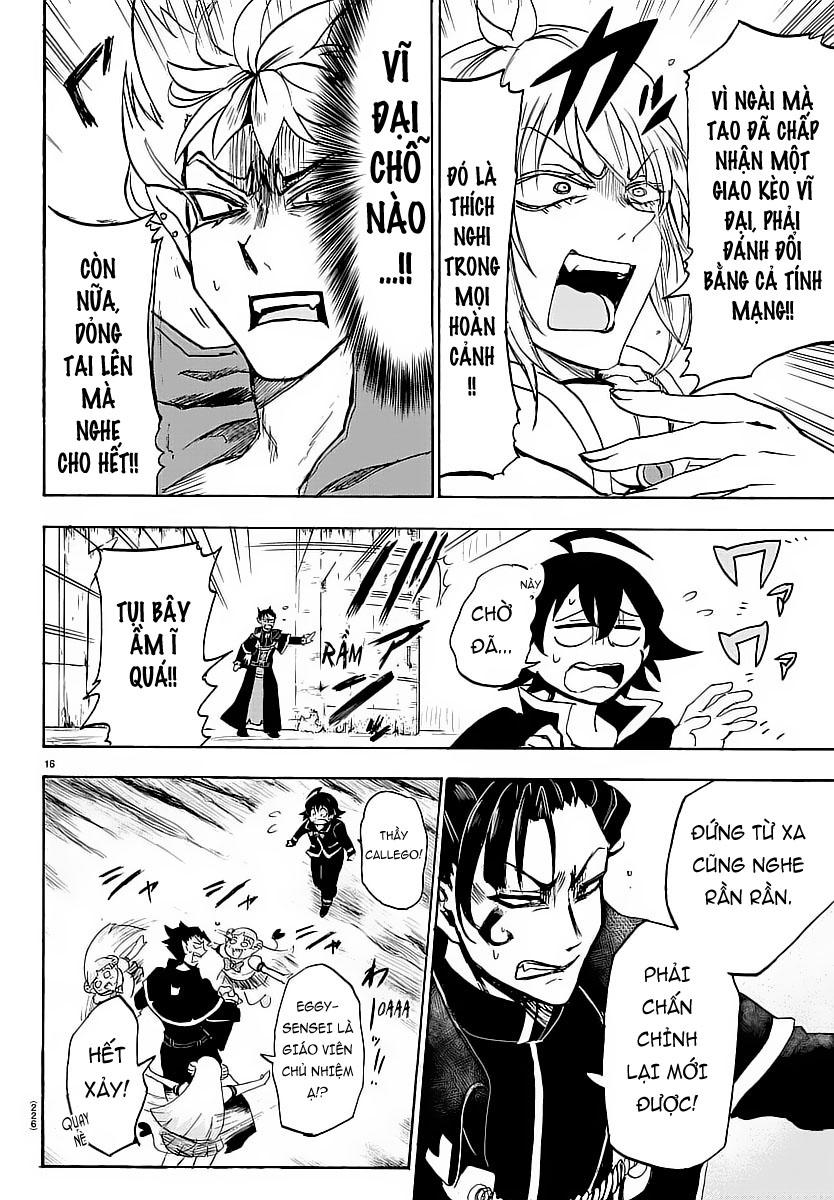 VÌ NGÀI MÀ
TAO ĐÃ CHẤP
NHẬN MỘT
GIAO KÈO VĨ
ĐẠI, PHẢI
ĐÁNH ĐỔI
BẰNG CẢ TÍNH
MẠNG!!
ĐÓ LÀ
THÍCH
NGHI
TRONG
MỌI
HOÀN
CẢNH
!!
VĨ
ĐẠI
CHỖ
NÀO
...!!
CÒN
NỮA,
DỎNG
TAI LÊN
MÀ
NGHE
CHO HẾT!!
NÀY
CHỜ
ĐÃ...
RẦM
TỤI BÂY
ẦM Ĩ
QUÁ!!
16
ĐỨNG TỪ XA
CŨNG NGHE
RẦN RẦN.
PHẢI
CHẤN
CHỈNH
LẠI MỚI
ĐƯỢC!
THẦY
CALLEGO!
OAAA
EGGY-
SENSEI LÀ
GIÁO VIÊN
CHỦ NHIỆM
Ạ!?
HẾT
XẢY!
QUAY
NÈ
(226)